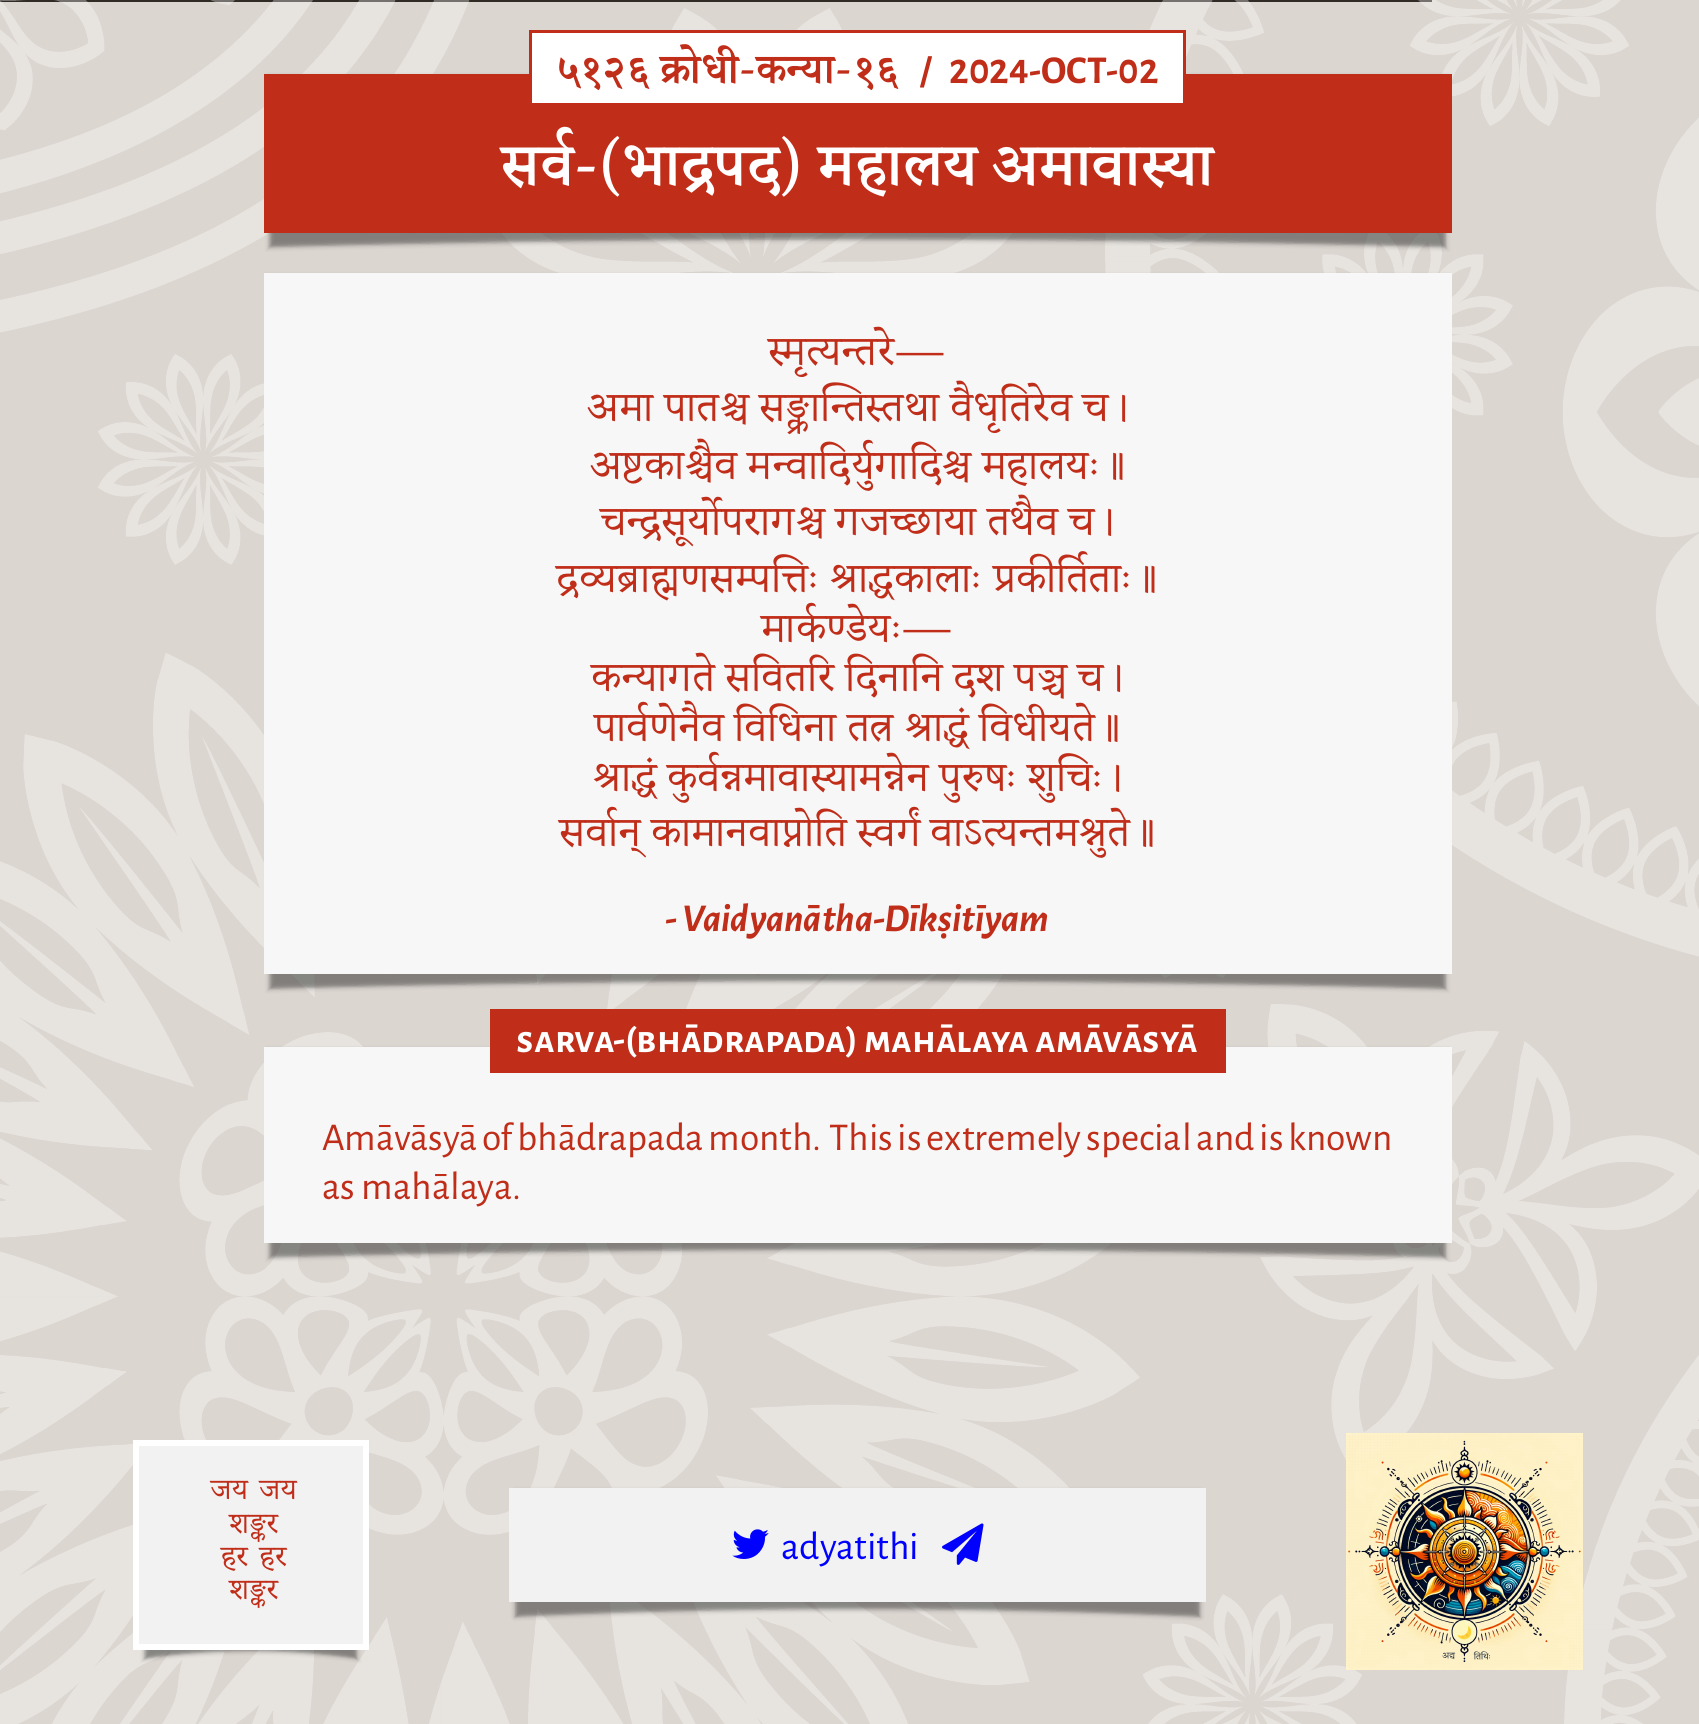 ५१२६ क्रोधी-कन्या-१६ / 2024-OCT-02
सर्व-(भाद्रपद) महालय अमावास्या
स्मृत्यन्तरे—
अमा पातश्च सङ्क्रान्तिस्तथा वैधृतिरेव च।
अष्टकाश्चैव मन्वादिर्युगादिश्च महालयः॥
चन्द्रसूर्योपरागश्च गजच्छाया तथैव च।
द्रव्यब्राह्मणसम्पत्तिः श्राद्धकालाः प्रकीर्तिताः॥
मार्कण्डेयः—
कन्यागते सवितरि दिनानि दश पञ्च च।
पार्वणेनैव विधिना तत्र श्राद्धं विधीयते॥
श्राद्धं कुर्वन्नमावास्यामन्नेन पुरुषः शुचिः।
सर्वान् कामानवाप्नोति स्वर्गं वाऽत्यन्तमश्नुते॥
- Vaidyanātha-Dīkṣitīyam
SARVA-(BHĀDRAPADA) MAHĀLAYA AMĀVĀSYĀ
Amāvāsyā of bhādrapada month. This is extremely special and is known
as mahālaya.
जय जय
शङ्कर
हर हर
शङ्कर
adyatithi
अद्य तिथिः